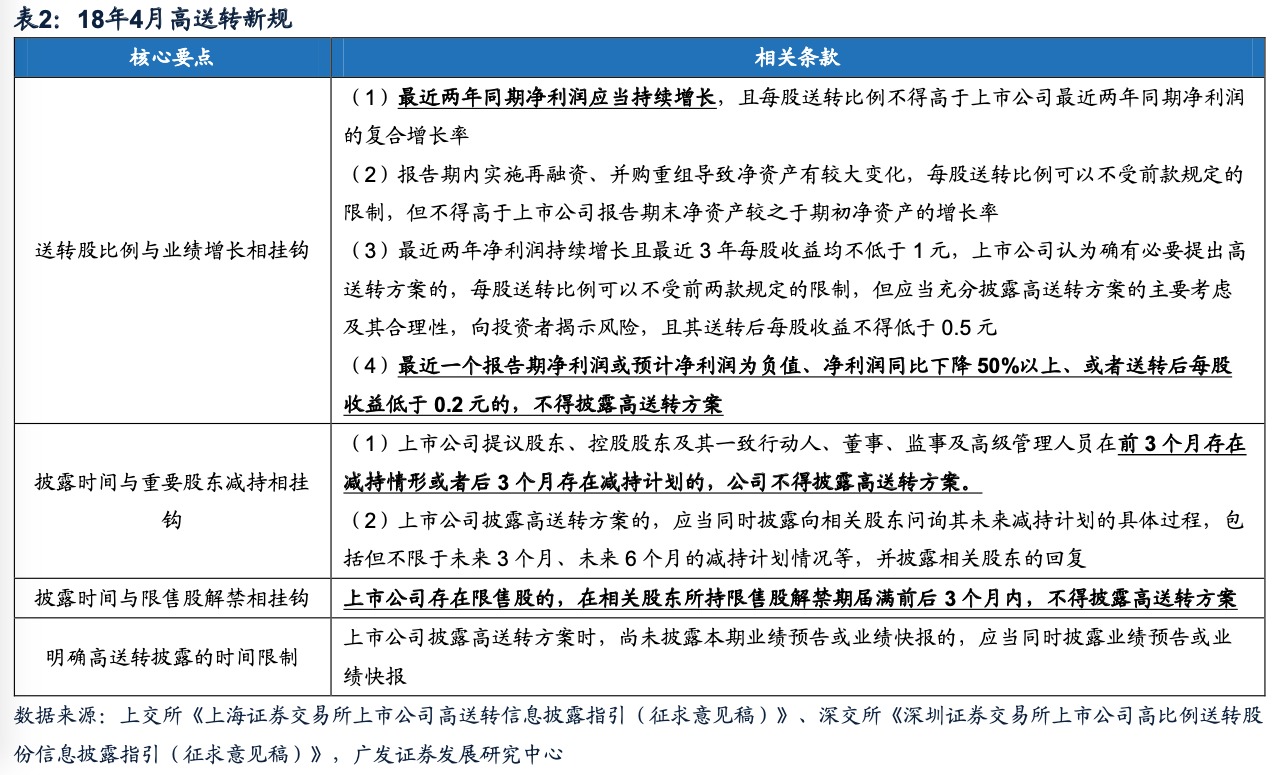 表2：18年4月高送转新规
核心要点
相关条款
送转股比例与业绩增长相挂钩
（1）最近两年同期净利润应当持续增长，且每股送转比例不得高于上市公司最近两年同期净利润
的复合增长率
（2）报告期内实施再融资、并购重组导致净资产有较大变化，每股送转比例可以不受前款规定的
限制，但不得高于上市公司报告期末净资产较之于期初净资产的增长率
（3）最近两年净利润持续增长且最近 3 年每股收益均不低于 1 元，上市公司认为确有必要提出高
送转方案的，每股送转比例可以不受前两款规定的限制，但应当充分披露高送转方案的主要考虑
及其合理性，向投资者揭示风险，且其送转后每股收益不得低于 0.5 元
（4）最近一个报告期净利润或预计净利润为负值、净利润同比下降 50%以上、或者送转后每股
收益低于 0.2 元的，不得披露高送转方案
披露时间与重要股东减持相挂
钩
（1）上市公司提议股东、控股股东及其一致行动人、董事、监事及高级管理人员在前 3 个月存在
减持情形或者后 3 个月存在减持计划的，公司不得披露高送转方案。
（2）上市公司披露高送转方案的，应当同时披露向相关股东问询其未来减持计划的具体过程，包
括但不限于未来 3 个月、未来 6 个月的减持计划情况等，并披露相关股东的回复
披露时间与限售股解禁相挂钩
上市公司存在限售股的，在相关股东所持限售股解禁期届满前后 3 个月内，不得披露高送转方案
明确高送转披露的时间限制
上市公司披露高送转方案时，尚未披露本期业绩预告或业绩快报的，应当同时披露业绩预告或业
绩快报
数据来源：上交所《上海证券交易所上市公司高送转信息披露指引（征求意见稿）》、深交所《深圳证券交易所上市公司高比例送转股
份信息披露指引（征求意见稿）》，广发证券发展研究中心